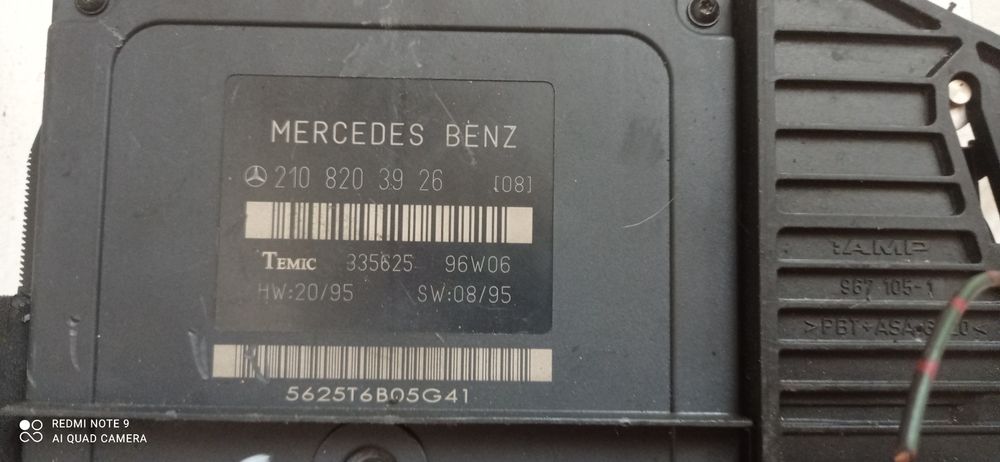 MERCEDES BENZ
210 820 39 26 [08]
TEMIC 335625 96W06
HW:20/95 SW:08/95
5625T6B05G41
AMP
967 105-1
>PBT+ASA
REDMI NOTE 9
AI QUAD CAMERA